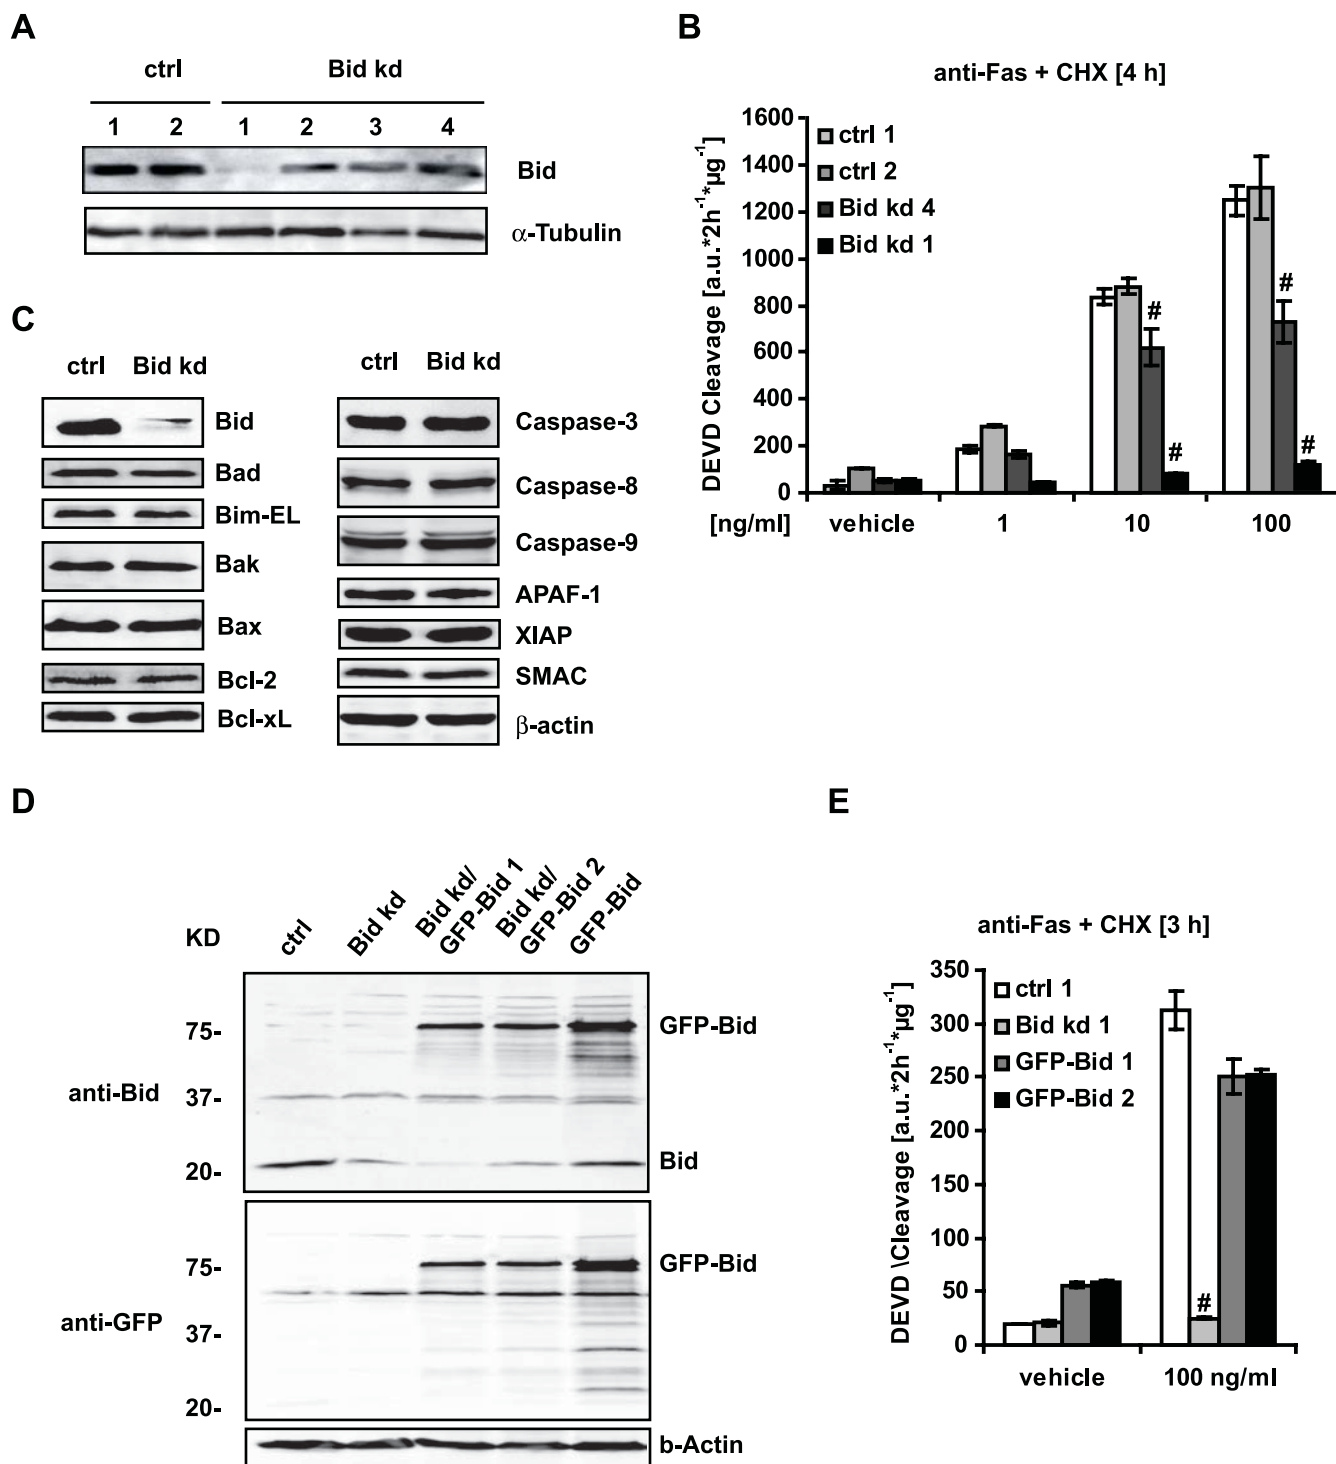 A
ctrl
Bid kd
1 2 1 2 3 4
Bid
α-Tubulin
B
anti-Fas + CHX [4 h]
DEVD Cleavage [a.u.*2h⁻¹*µg⁻¹]
1600
1400
1200
1000
800
600
400
200
0
ctrl 1
ctrl 2
Bid kd 4
Bid kd 1
#
#
#
#
[ng/ml] vehicle 1 10 100
C
ctrl Bid kd
Bid
Bad
Bim-EL
Bak
Bax
Bcl-2
Bcl-xL
ctrl Bid kd
Caspase-3
Caspase-8
Caspase-9
APAF-1
XIAP
SMAC
β-actin
D
KD
ctrl
Bid kd
Bid kd/
GFP-Bid 1
Bid kd/
GFP-Bid 2
GFP-Bid
anti-Bid
75-
37-
20-
GFP-Bid
Bid
anti-GFP
75-
37-
20-
GFP-Bid
b-Actin
E
anti-Fas + CHX [3 h]
DEVD \Cleavage [a.u.*2h⁻¹*µg⁻¹]
350
300
250
200
150
100
50
0
ctrl 1
Bid kd 1
GFP-Bid 1
GFP-Bid 2
#
vehicle 100 ng/ml